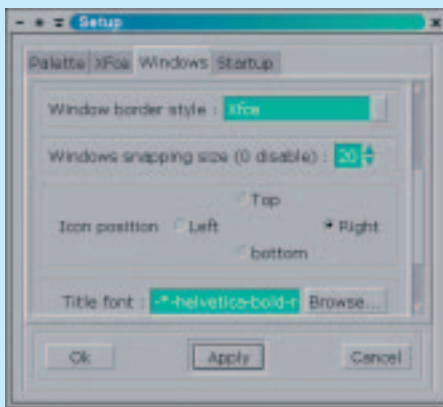 Setup
Palette XFce Windows Startup
Window border style : Xfce
Windows snapping size (0 disable) : 20
Top
Icon position Left Right
bottom
Title font : -*-helvetica-bold-r Browse...
Ok Apply Cancel